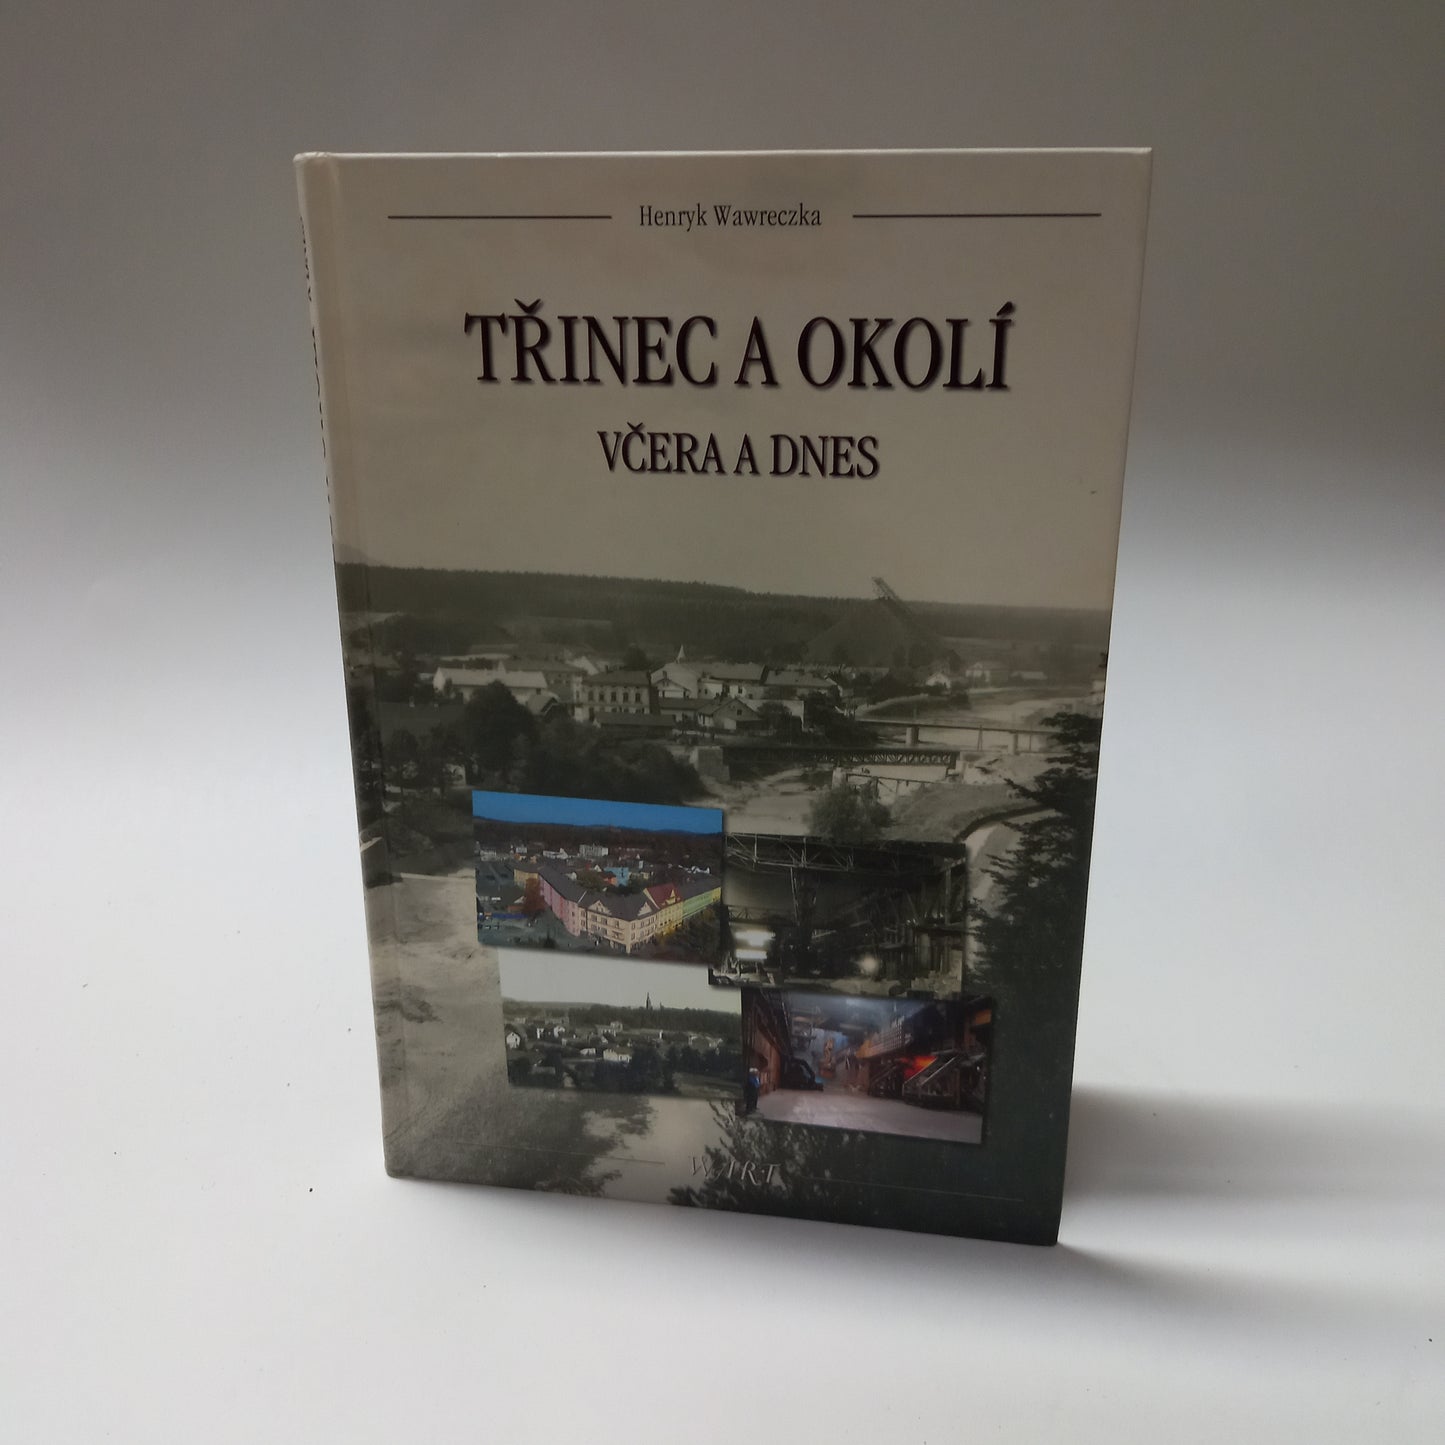 Henryk Wawreczka
TŘINEC A OKOLÍ
VČERA A DNES
WART